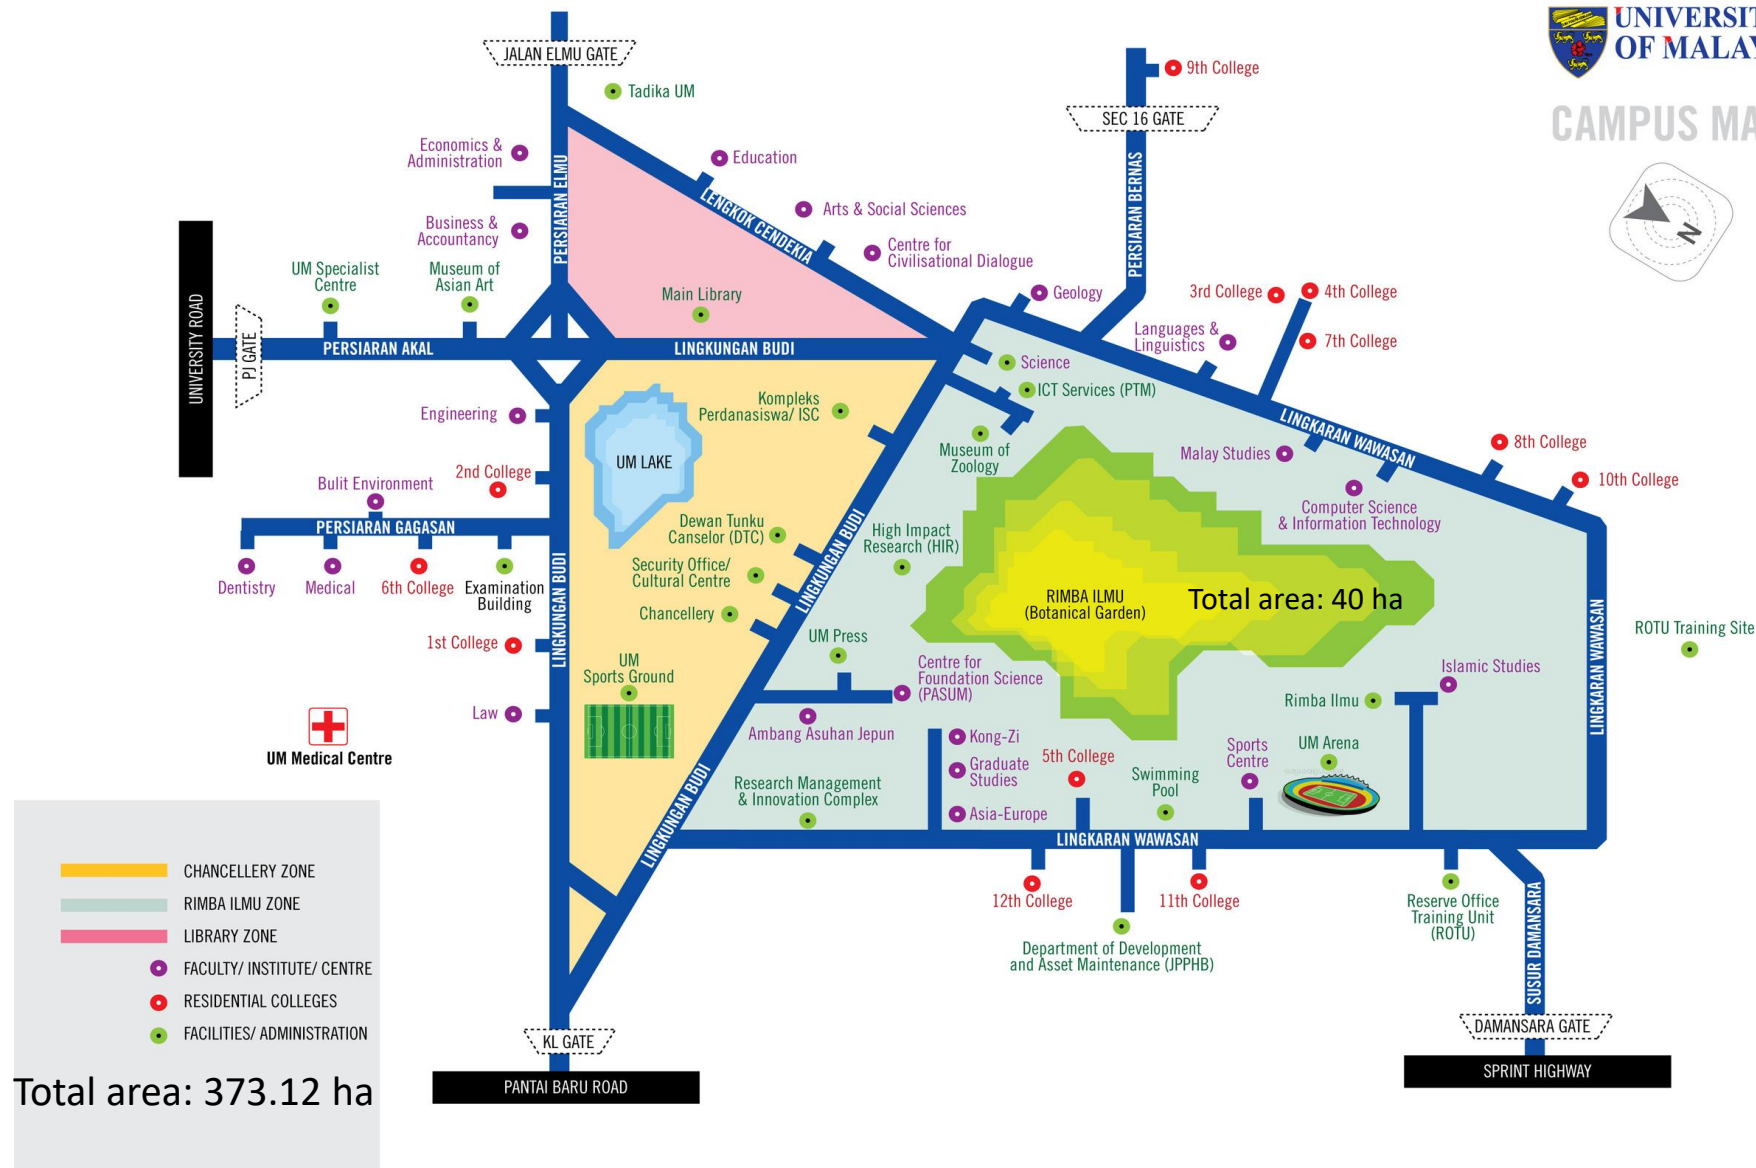 UNIVERSIT
OF MALAY
CAMPUS MA
N
JALAN ELMU GATE
Tadika UM
9th College
SEC 16 GATE
Economics &
Administration
PERSIARAN ELMU
Education
LENGKOK CENDEKIA
PERSIARAN BERNAS
Arts & Social Sciences
Business &
Accountancy
Centre for
Civilisational Dialogue
UM Specialist
Centre
Museum of
Asian Art
Main Library
Geology
3rd College
4th College
UNIVERSITY ROAD
PJ GATE
PERSIARAN AKAL
LINGKUNGAN BUDI
Languages &
Linguistics
7th College
Science
ICT Services (PTM)
Kompleks
Perdanasiswa/ ISC
Engineering
LINGKARAN WAWASAN
8th College
UM LAKE
Museum of
Zoology
Malay Studies
2nd College
10th College
Bulit Environment
Computer Science
& Information Technology
PERSIARAN GAGASAN
Dewan Tunku
Canselor (DTC)
High Impact
Research (HIR)
LINGKUNGAN BUDI
Security Office/
Cultural Centre
Dentistry
Medical
6th College
Examination
Building
LINGKUNGAN BUDI
Chancellery
RIMBA ILMU
(Botanical Garden)
Total area: 40 ha
LINGKARAN WAWASAN
ROTU Training Site
1st College
UM Press
UM
Sports Ground
Centre for
Foundation Science
(PASUM)
Islamic Studies
Rimba Ilmu
Law
Ambang Asuhan Jepun
Kong-Zi
UM Medical Centre
5th College
Sports
Centre
UM Arena
Graduate
Studies
Swimming
Pool
Research Management
& Innovation Complex
Asia-Europe
LINGKUNGAN BUDI
LINGKARAN WAWASAN
CHANCELLERY ZONE
RIMBA ILMU ZONE
LIBRARY ZONE
FACULTY/ INSTITUTE/ CENTRE
RESIDENTIAL COLLEGES
FACILITIES/ ADMINISTRATION
Total area: 373.12 ha
12th College
11th College
Reserve Office
Training Unit
(ROTU)
Department of Development
and Asset Maintenance (JPPHB)
SUSUR DAMANSARA
KL GATE
DAMANSARA GATE
PANTAI BARU ROAD
SPRINT HIGHWAY